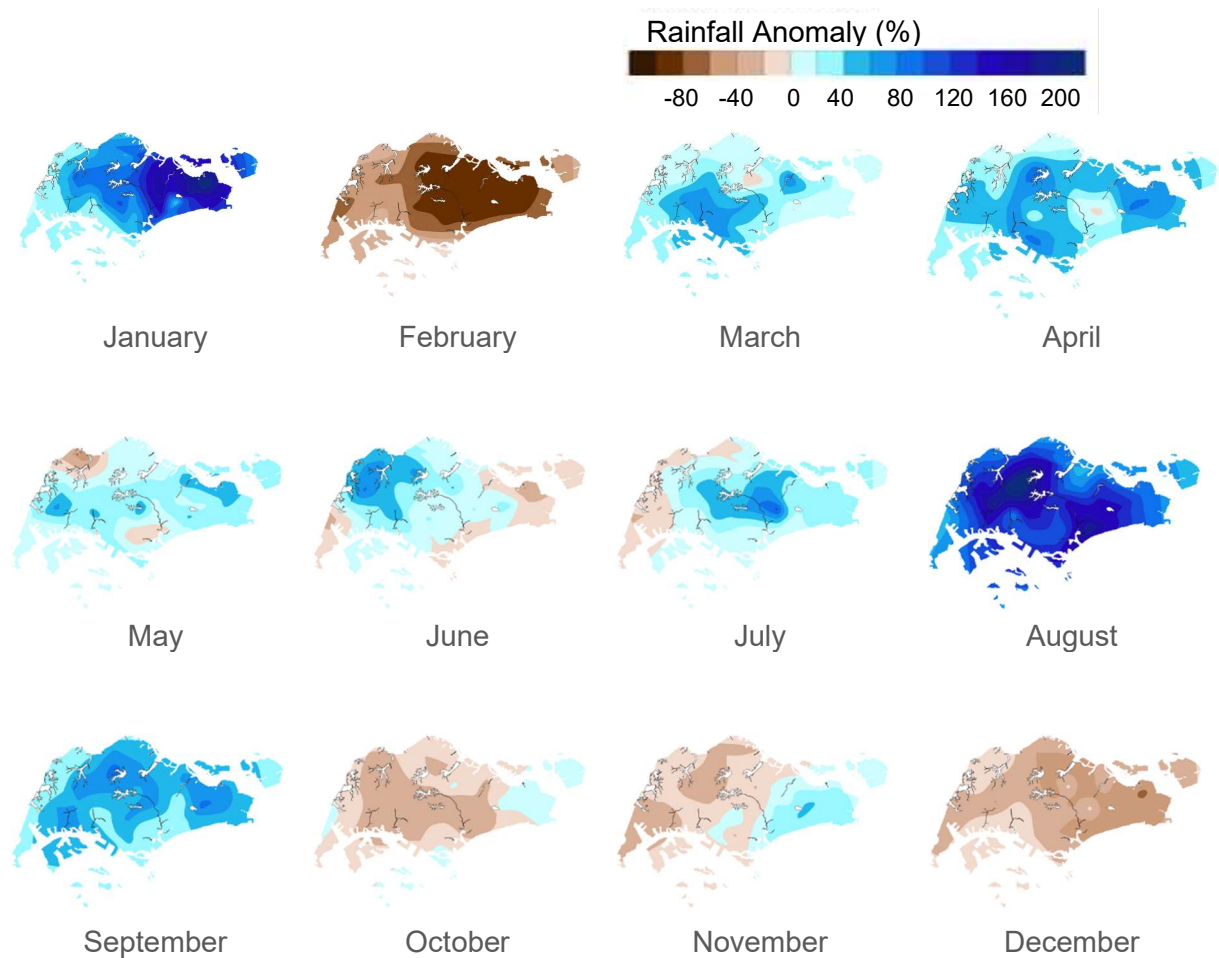 Rainfall Anomaly (%)
-80 -40 0 40 80 120 160 200
January February March April
May June July August
September October November December